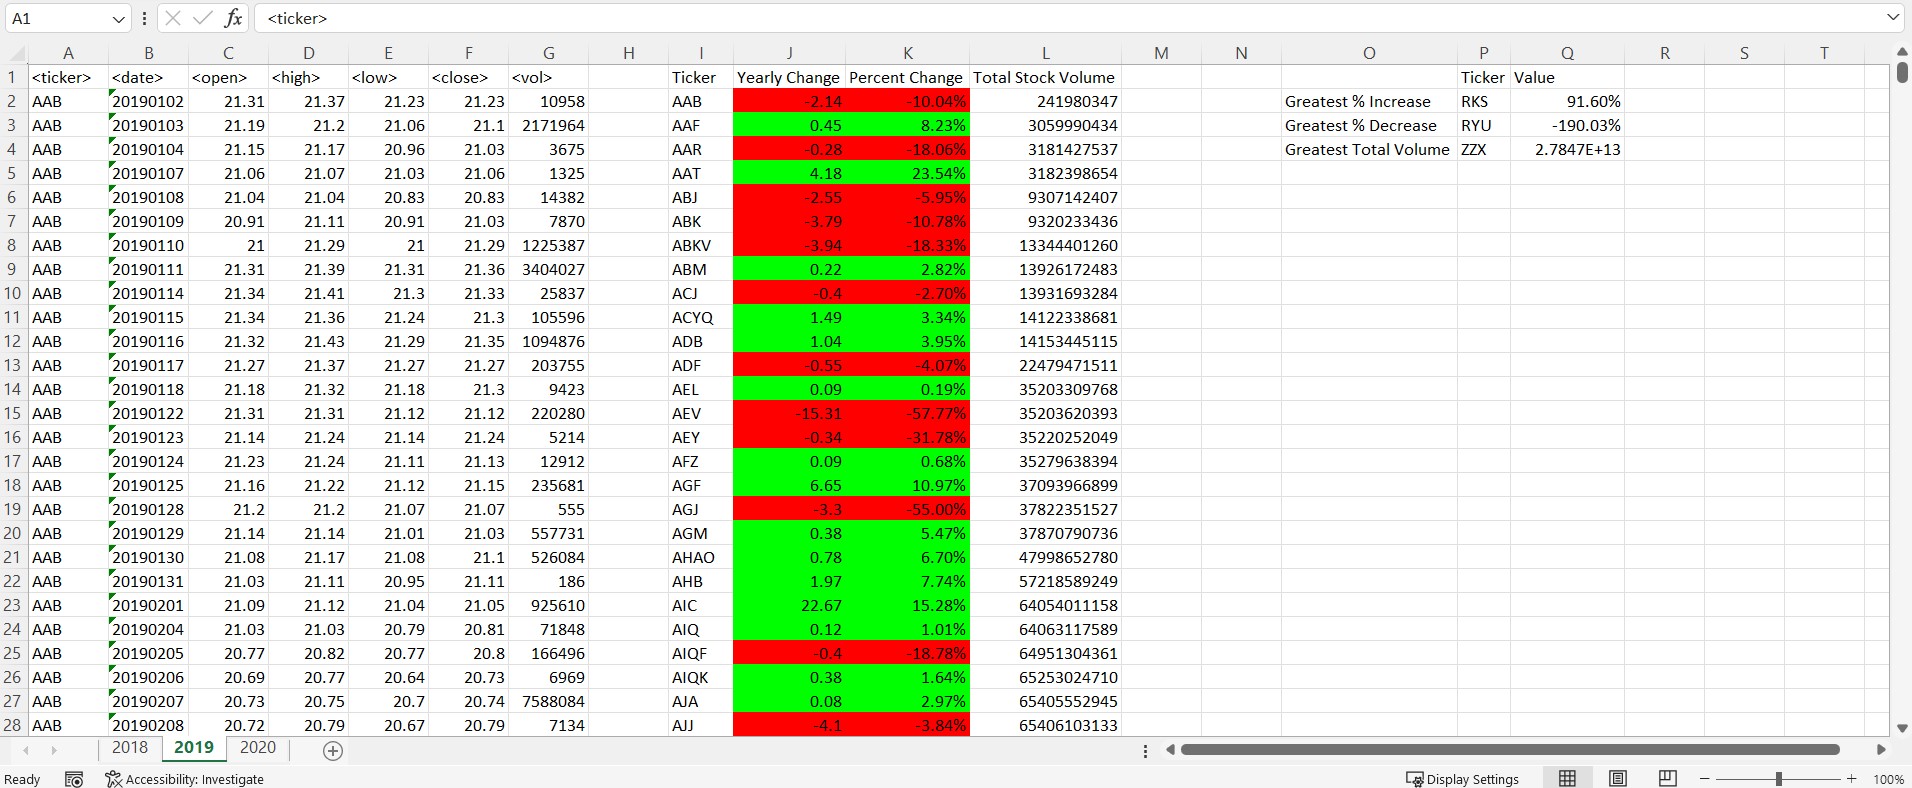 A1 fx <ticker>
A B C D E F G H I J K L M N O P Q R S T
1 <ticker> <date> <open> <high> <low> <close> <vol> Ticker Yearly Change Percent Change Total Stock Volume Ticker Value
2 AAB 20190102 21.31 21.37 21.23 21.23 10958 AAB -2.14 -10.04% 241980347 Greatest % Increase RKS 91.60%
3 AAB 20190103 21.19 21.2 21.06 21.1 2171964 AAF 0.45 8.23% 3059990434 Greatest % Decrease RYU -190.03%
4 AAB 20190104 21.15 21.17 20.96 21.03 3675 AAR -0.28 -18.06% 3181427537 Greatest Total Volume ZZX 2.7847E+13
5 AAB 20190107 21.06 21.07 21.03 21.06 1325 AAT 4.18 23.54% 3182398654
6 AAB 20190108 21.04 21.04 20.83 20.83 14382 ABJ -2.55 -5.95% 9307142407
7 AAB 20190109 20.91 21.11 20.91 21.03 7870 ABK -3.79 -10.78% 9320233436
8 AAB 20190110 21 21.29 21 21.29 1225387 ABKV -3.94 -18.33% 13344401260
9 AAB 20190111 21.31 21.39 21.31 21.36 3404027 ABM 0.22 2.82% 13926172483
10 AAB 20190114 21.34 21.41 21.3 21.33 25837 ACJ -0.4 -2.70% 13931693284
11 AAB 20190115 21.34 21.36 21.24 21.3 105596 ACYQ 1.49 3.34% 14122338681
12 AAB 20190116 21.32 21.43 21.29 21.35 1094876 ADB 1.04 3.95% 14153445115
13 AAB 20190117 21.27 21.37 21.27 21.27 203755 ADF -0.55 -4.07% 22479471511
14 AAB 20190118 21.18 21.32 21.18 21.3 9423 AEL 0.09 0.19% 35203309768
15 AAB 20190122 21.31 21.31 21.12 21.12 220280 AEV -15.31 -57.77% 35203620393
16 AAB 20190123 21.14 21.24 21.14 21.24 5214 AEY -0.34 -31.78% 35220252049
17 AAB 20190124 21.23 21.24 21.11 21.13 12912 AFZ 0.09 0.68% 35279638394
18 AAB 20190125 21.16 21.22 21.12 21.15 235681 AGF 6.65 10.97% 37093966899
19 AAB 20190128 21.2 21.2 21.07 21.07 555 AGJ -3.3 -55.00% 37822351527
20 AAB 20190129 21.14 21.14 21.01 21.03 557731 AGM 0.38 5.47% 37870790736
21 AAB 20190130 21.08 21.17 21.08 21.1 526084 AHAO 0.78 6.70% 47998652780
22 AAB 20190131 21.03 21.11 20.95 21.11 186 AHB 1.97 7.74% 57218589249
23 AAB 20190201 21.09 21.12 21.04 21.05 925610 AIC 22.67 15.28% 64054011158
24 AAB 20190204 21.03 21.03 20.79 20.81 71848 AIQ 0.12 1.01% 64063117589
25 AAB 20190205 20.77 20.82 20.77 20.8 166496 AIQF -0.4 -18.78% 64951304361
26 AAB 20190206 20.69 20.77 20.64 20.73 6969 AIQK 0.38 1.64% 65253024710
27 AAB 20190207 20.73 20.75 20.7 20.74 7588084 AJA 0.08 2.97% 65405552945
28 AAB 20190208 20.72 20.79 20.67 20.79 7134 AJJ -4.1 -3.84% 65406103133
2018 2019 2020
Ready Accessibility: Investigate Display Settings 100%